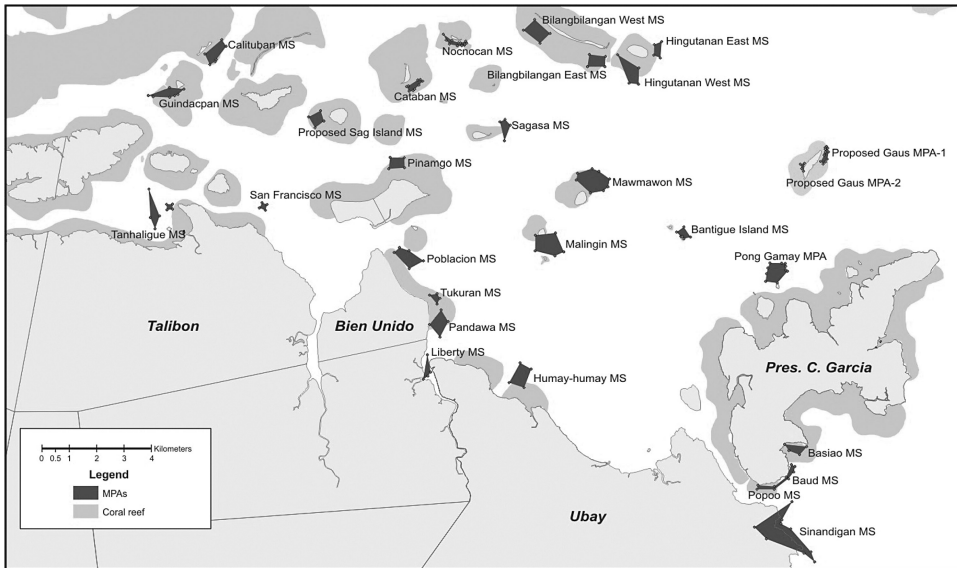 Bilangbilangan West MS
Calituban MS
Nocnocan MS
Hingutanan East MS
Bilangbilangan East MS
Hingutanan West MS
Guindacpan MS
Cataban MS
Proposed Sag Island MS
Sagasa MS
Proposed Gaus MPA-1
Pinamgo MS
Proposed Gaus MPA-2
Mawmawon MS
San Francisco MS
Tanhaligue MS
Bantigue Island MS
Malingin MS
Poblacion MS
Pong Gamay MPA
Tukuran MS
Talibon
Bien Unido
Pandawa MS
Liberty MS
Pres. C. Garcia
Humay-humay MS
Kilometers
0 0.5 1 2 3 4
Legend
MPAs
Coral reef
Basiao MS
Baud MS
Popoo MS
Ubay
Sinandigan MS